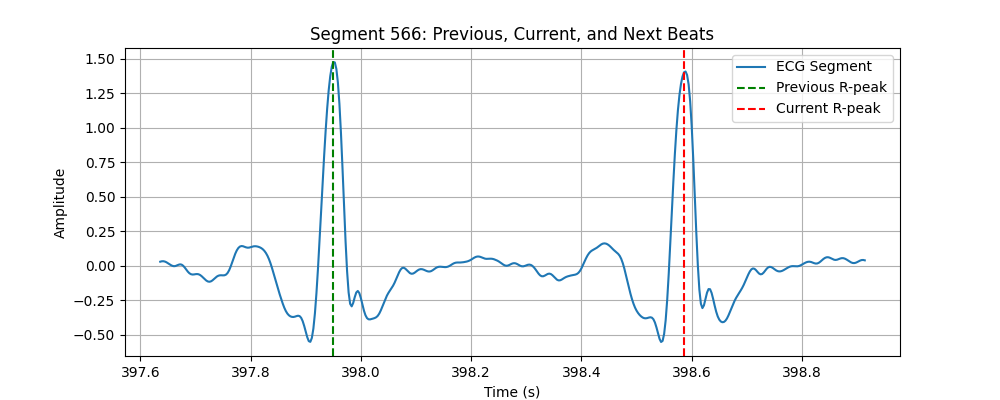 Segment 566: Previous, Current, and Next Beats
ECG Segment
Previous R-peak
Current R-peak
1.50
1.25
1.00
0.75
0.50
0.25
0.00
−0.25
−0.50
Amplitude
397.6 397.8 398.0 398.2 398.4 398.6 398.8
Time (s)